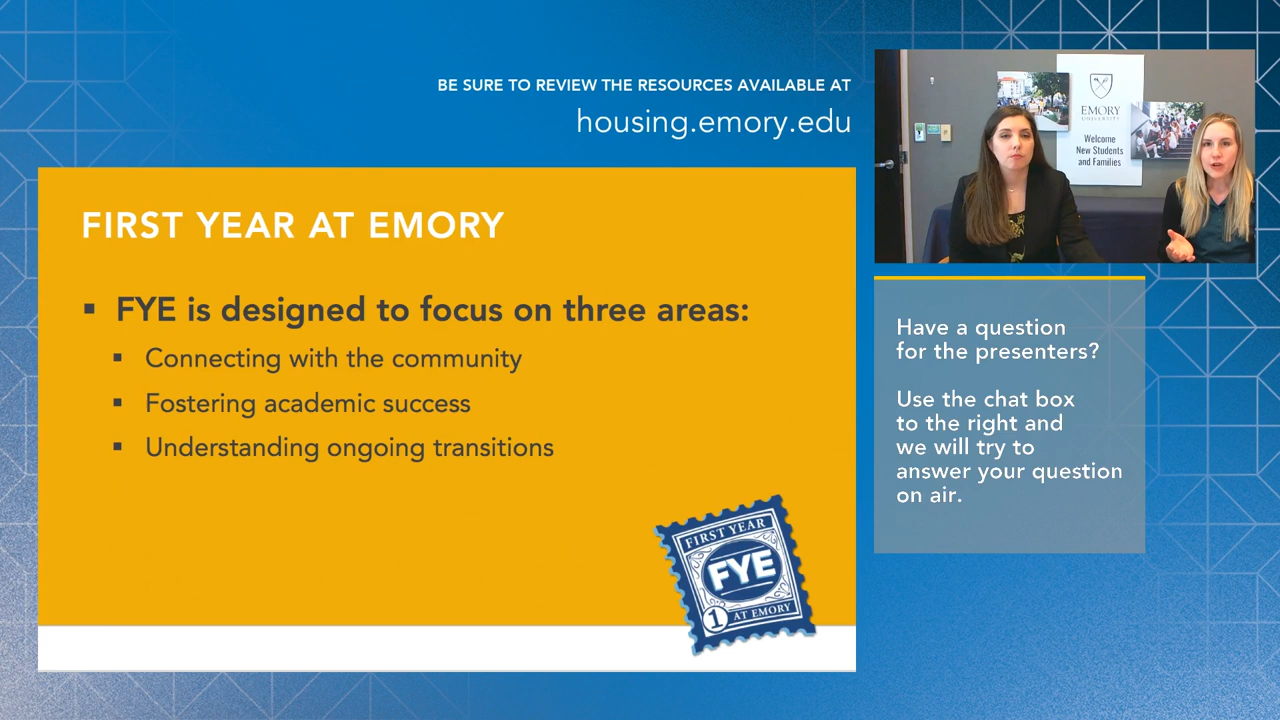 BE SURE TO REVIEW THE RESOURCES AVAILABLE AT
housing.emory.edu
FIRST YEAR AT EMORY
▪ FYE is designed to focus on three areas:
▪ Connecting with the community
▪ Fostering academic success
▪ Understanding ongoing transitions
FIRST YEAR
FYE
1 AT EMORY
EMORY
UNIVERSITY
Welcome
New Students
and Families
Have a question
for the presenters?
Use the chat box
to the right and
we will try to
answer your question
on air.